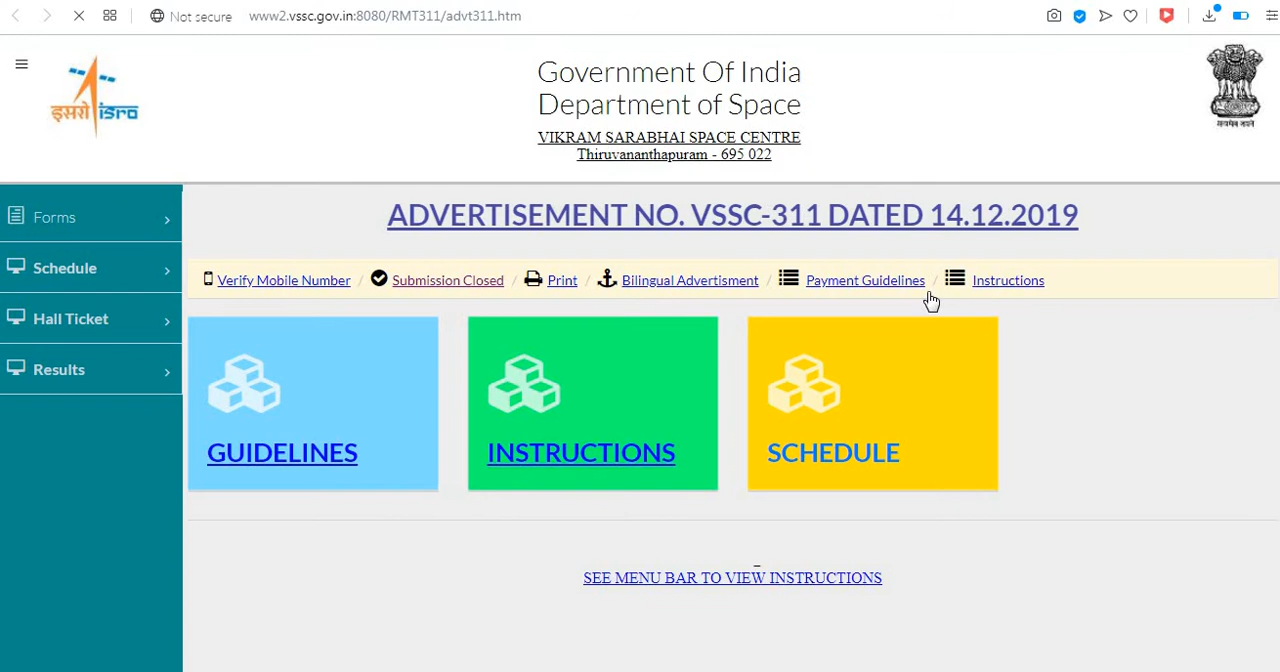 Not secure www2.vssc.gov.in:8080/RMT311/advt311.htm
इसरो isro
Government Of India
Department of Space
VIKRAM SARABHAI SPACE CENTRE
Thiruvananthapuram - 695 022
सत्यमेव जयते
Forms
Schedule
Hall Ticket
Results
ADVERTISEMENT NO. VSSC-311 DATED 14.12.2019
Verify Mobile Number / Submission Closed / Print / Bilingual Advertisment / Payment Guidelines / Instructions
GUIDELINES
INSTRUCTIONS
SCHEDULE
SEE MENU BAR TO VIEW INSTRUCTIONS